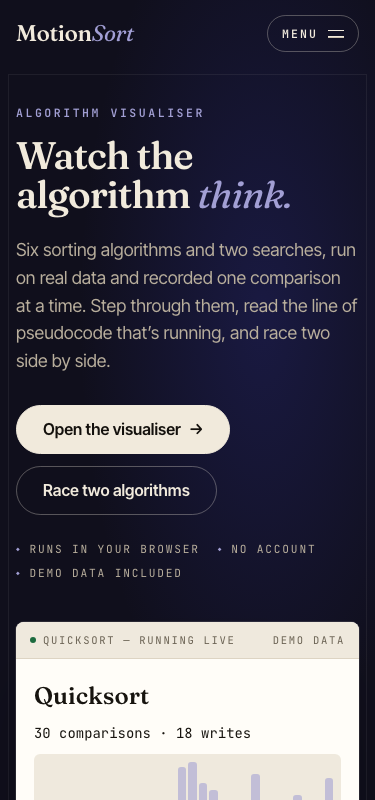 MotionSort
MENU
ALGORITHM VISUALISER
Watch the
algorithm think.
Six sorting algorithms and two searches, run
on real data and recorded one comparison
at a time. Step through them, read the line of
pseudocode that’s running, and race two
side by side.
Open the visualiser →
Race two algorithms
RUNS IN YOUR BROWSER
NO ACCOUNT
DEMO DATA INCLUDED
QUICKSORT — RUNNING LIVE
DEMO DATA
Quicksort
30 comparisons · 18 writes